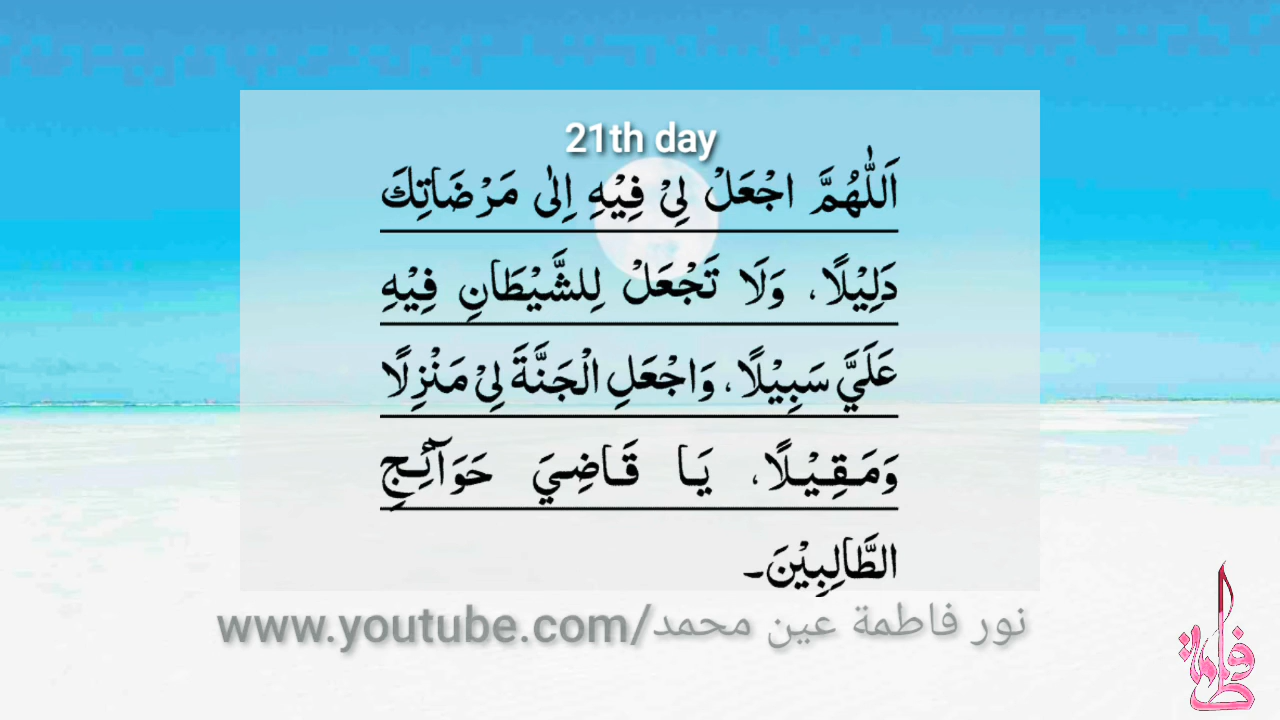 21th day
اَللّٰهُمَّ اجْعَلْ لِيْ فِيْهِ اِلٰى مَرْضَاتِكَ
دَلِيْلًا، وَلَا تَجْعَلْ لِلشَّيْطَانِ فِيْهِ
عَلَيَّ سَبِيْلًا، وَاجْعَلِ الْجَنَّةَ لِيْ مَنْزِلًا
وَمَقِيْلًا، يَا قَاضِيَ حَوَآئِجِ
الطَّالِبِيْنَ۔
www.youtube.com/نور فاطمة عين محمد
فاطمة